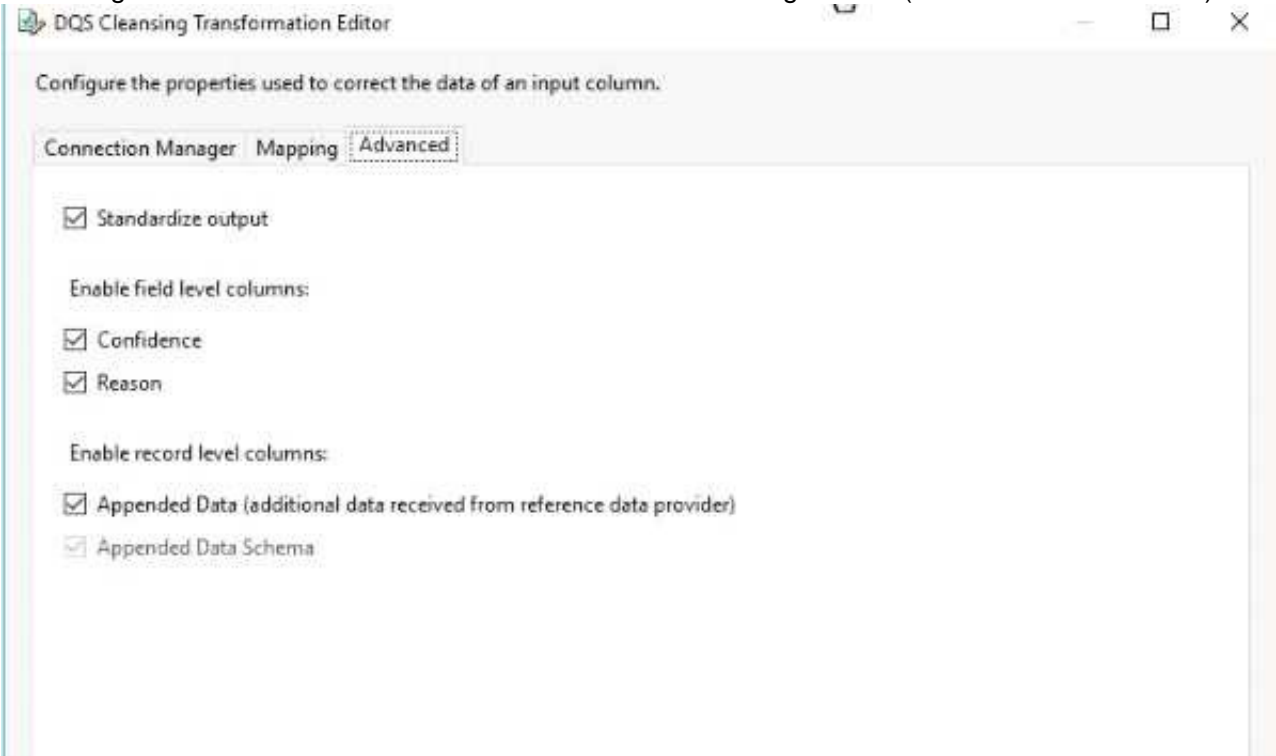 DQS Cleansing Transformation Editor
Configure the properties used to correct the data of an input column.
Connection Manager Mapping Advanced
Standardize output
Enable field level columns:
Confidence
Reason
Enable record level columns:
Appended Data (additional data received from reference data provider)
Appended Data Schema